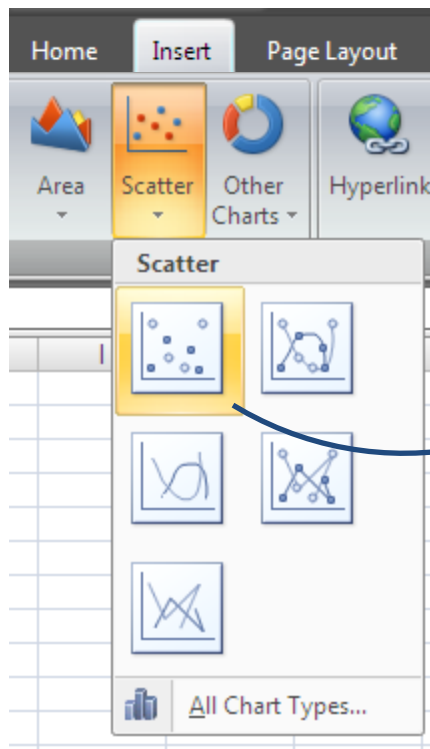 Home Insert Page Layout
Area Scatter Other Charts Hyperlink
Scatter
I
All Chart Types...